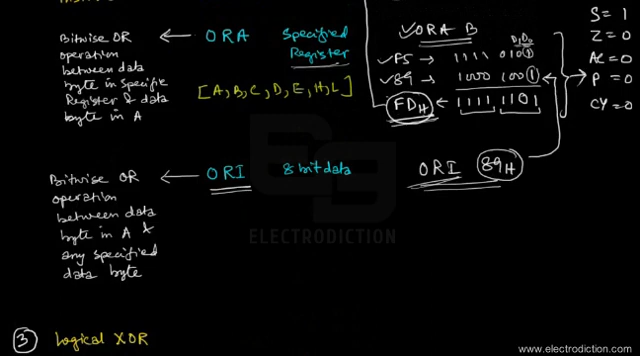 Bitwise OR
operation
between data
byte in specific
Register & data
byte in A
ORA Specified
Register
[A, B, C, D, E, H, L]
ORA B
D1 D0
F5 → 1111 0101
89 → 1000 1001
FDH ← 1111 1101
S = 1
Z = 0
AC = 0
P = 0
CY = 0
Bitwise OR
operation
between data
byte in A &
any specified
data byte
ORI 8 bit data
ORI 89H
ELECTRODICTION
3 Logical XOR
www.electrodiction.com